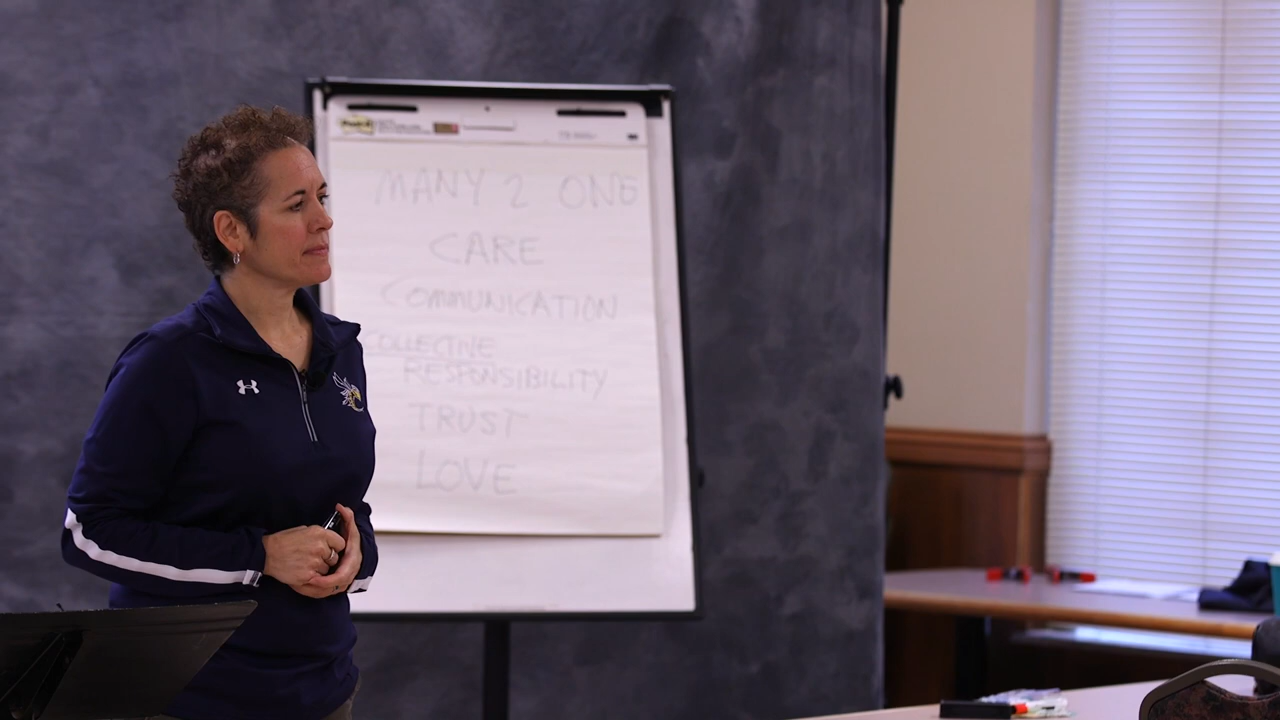 MANY 2 ONE
CARE
COMMUNICATION
COLLECTIVE
RESPONSIBILITY
TRUST
LOVE